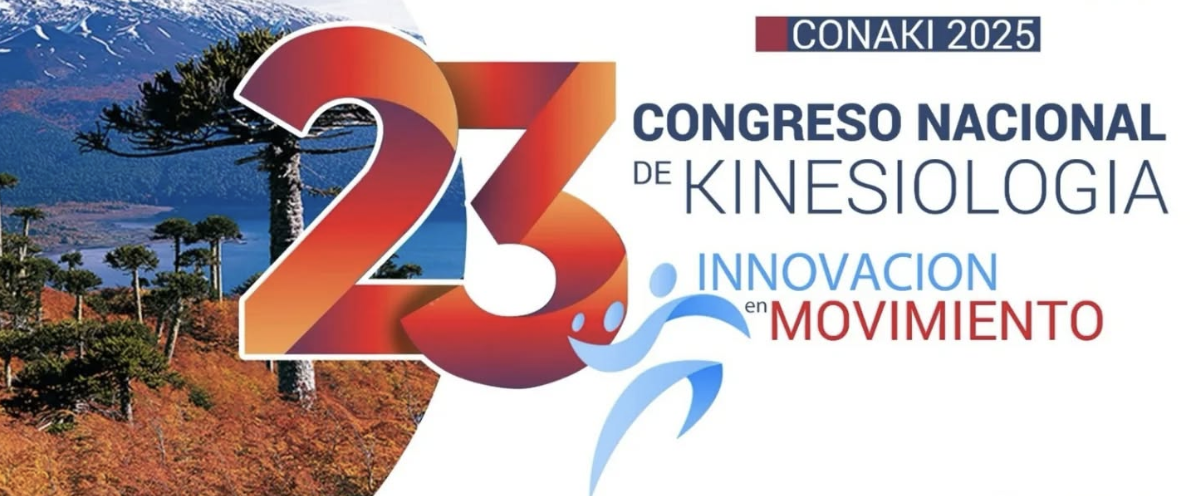 CONAKI 2025
23
CONGRESO NACIONAL
DE KINESIOLOGIA
INNOVACION
en MOVIMIENTO